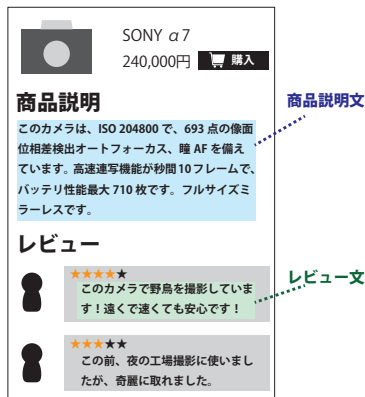 SONY α7
240,000円 購入
商品説明
このカメラは、ISO 204800 で、693 点の像面
位相差検出オートフォーカス、瞳 AF を備え
ています。高速連写機能が秒間 10 フレームで、
バッテリ性能最大 710 枚です。フルサイズミ
ラーレスです。
商品説明文
レビュー
★★★★★
このカメラで野鳥を撮影していま
す！遠くで速くても安心です！
レビュー文
★★★★★
この前、夜の工場撮影に使いまし
たが、奇麗に取れました。